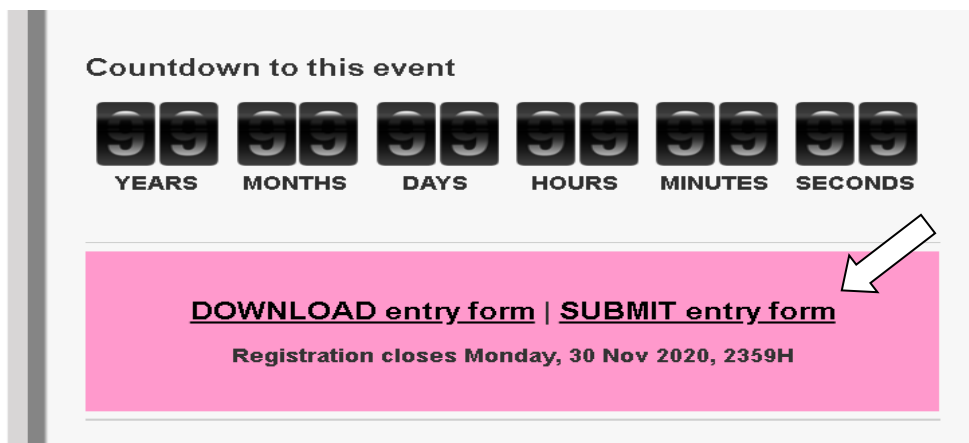 Countdown to this event
99 99 99 99 99 99
YEARS MONTHS DAYS HOURS MINUTES SECONDS
DOWNLOAD entry form | SUBMIT entry form
Registration closes Monday, 30 Nov 2020, 2359H